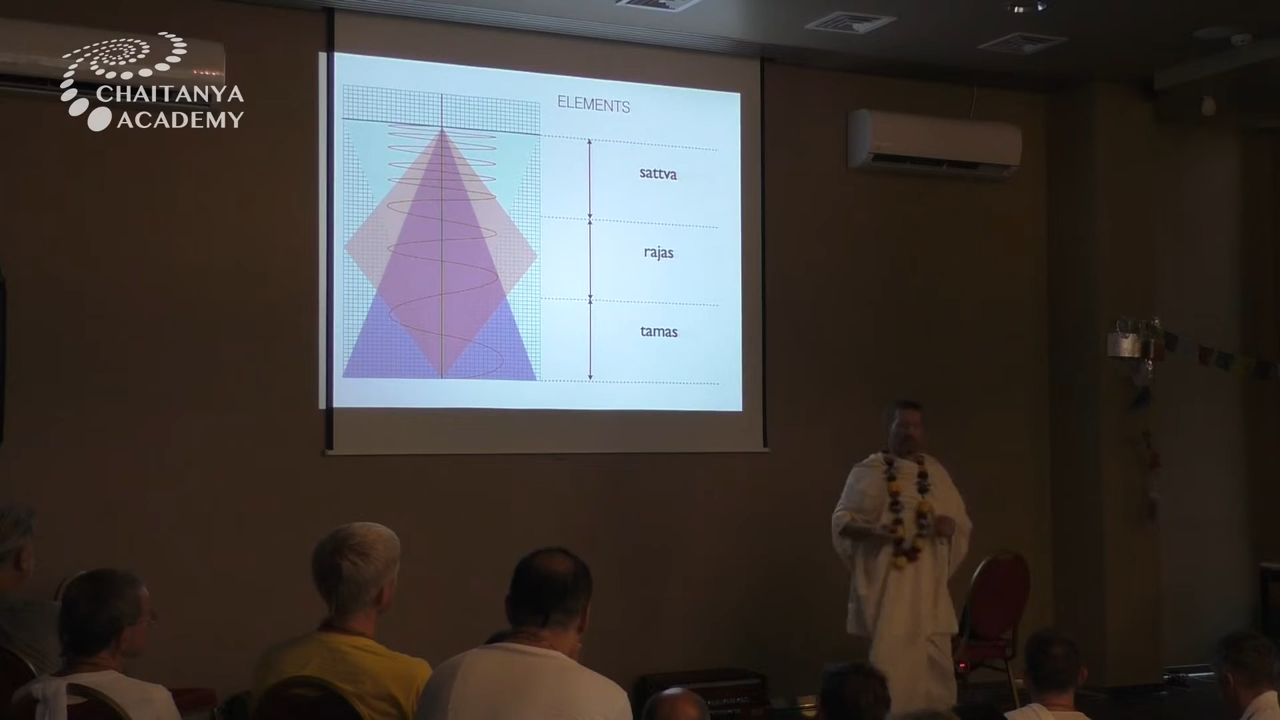 CHAITANYA
ACADEMY
ELEMENTS
sattva
rajas
tamas